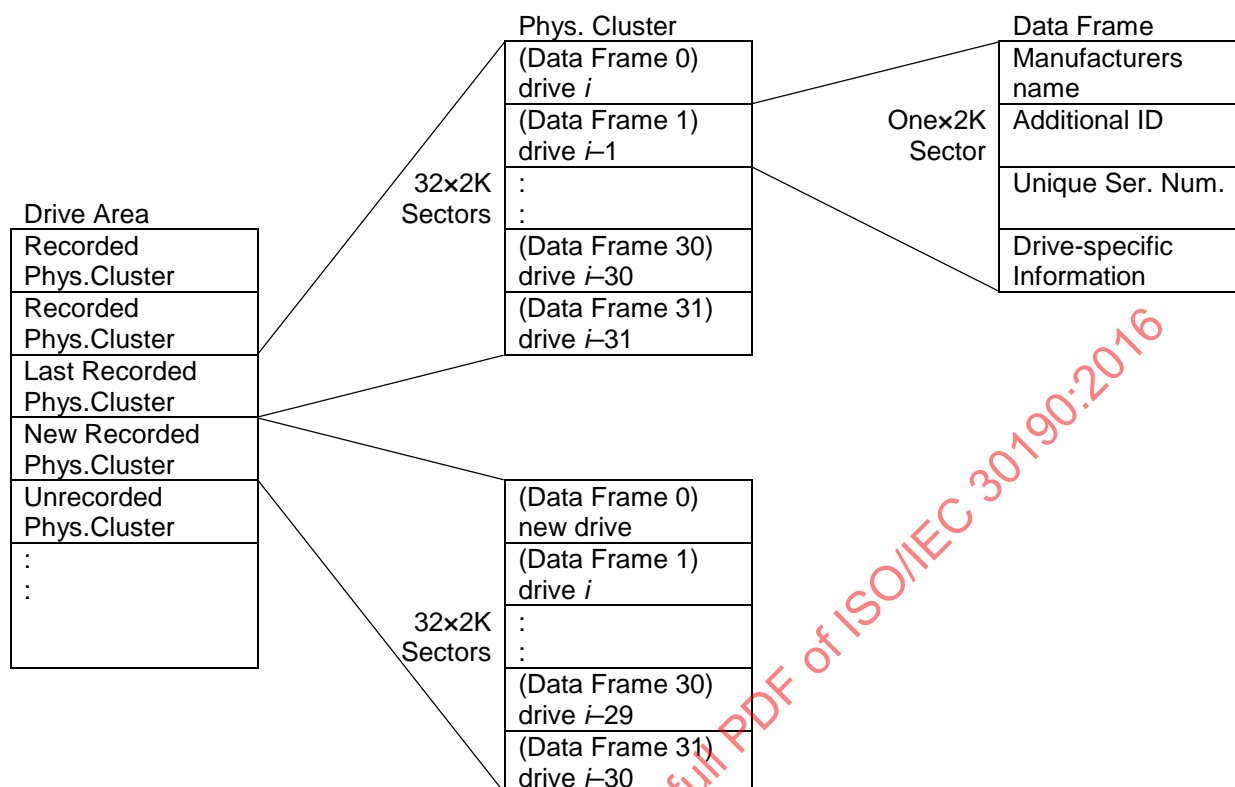 Drive Area
Recorded
Phys.Cluster
Recorded
Phys.Cluster
Last Recorded
Phys.Cluster
New Recorded
Phys.Cluster
Unrecorded
Phys.Cluster
:
:
32×2K
Sectors
Phys. Cluster
(Data Frame 0)
drive i
(Data Frame 1)
drive i–1
:
:
(Data Frame 30)
drive i–30
(Data Frame 31)
drive i–31
One×2K
Sector
Data Frame
Manufacturers
name
Additional ID
Unique Ser. Num.
Drive-specific
Information
32×2K
Sectors
(Data Frame 0)
new drive
(Data Frame 1)
drive i
:
:
(Data Frame 30)
drive i–29
(Data Frame 31)
drive i–30
full PDF of ISO/IEC 30190:2016